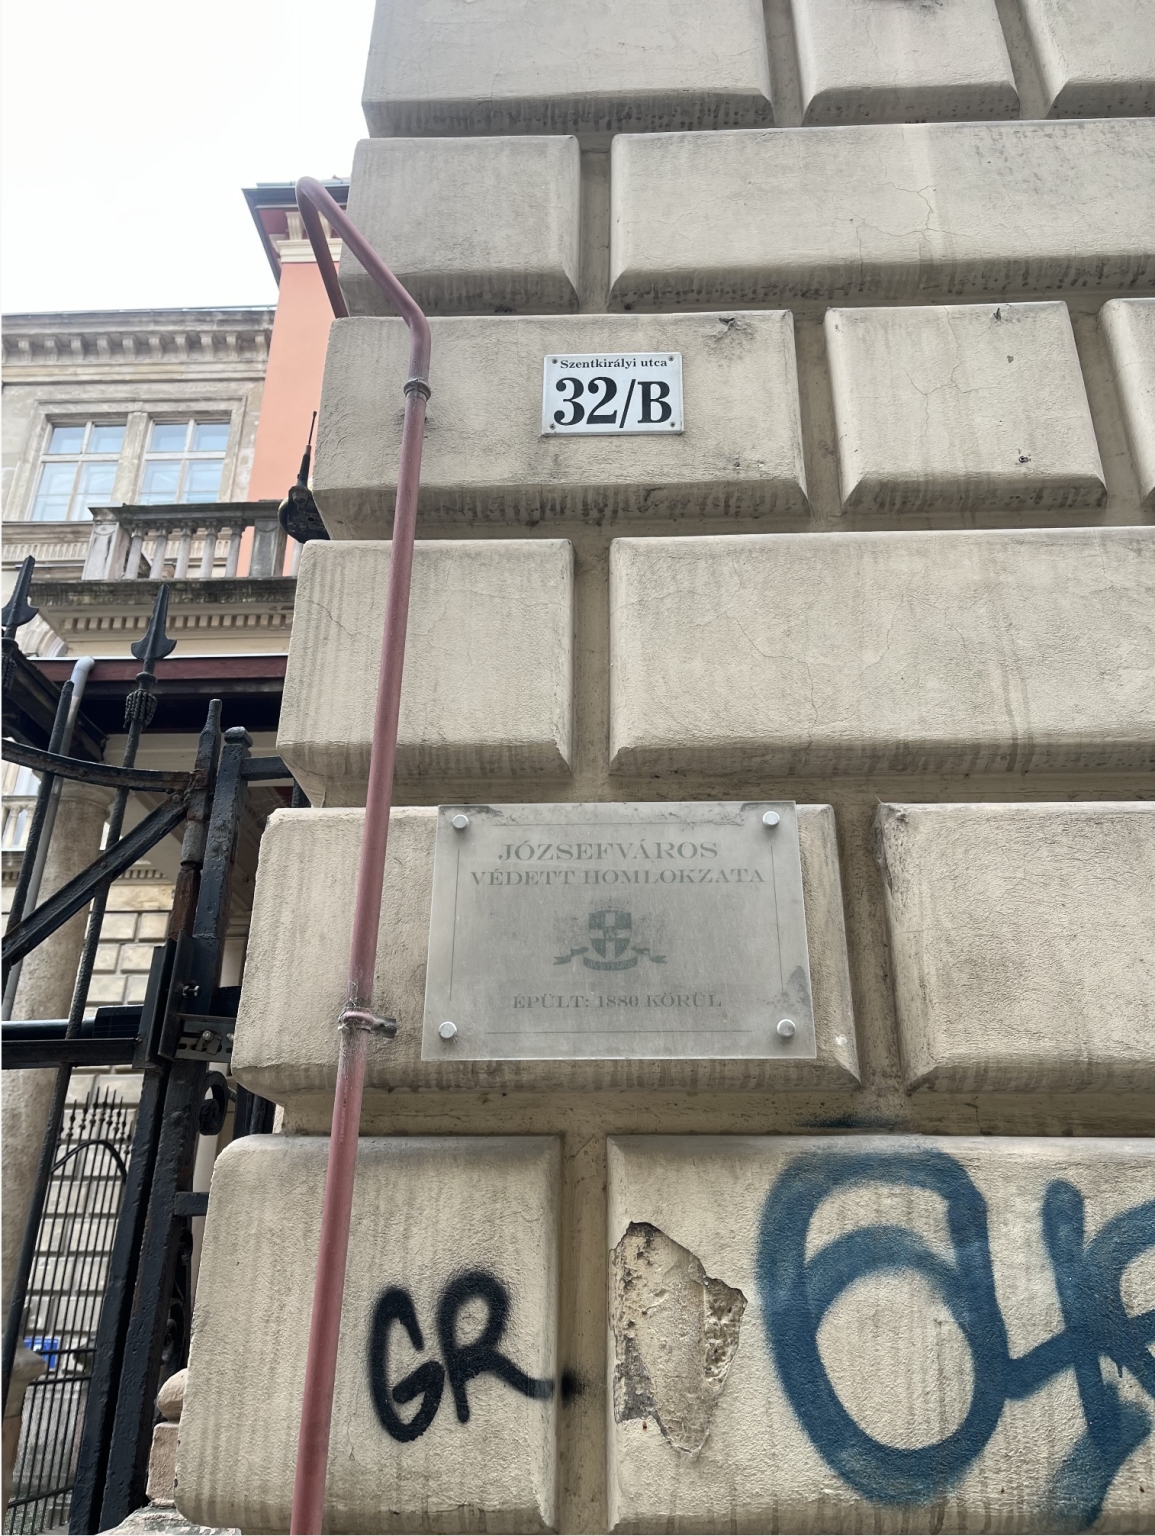 Szentkirályi utca
32/B
JÓZSEFVÁROS
VÉDETT HOMLOKZATA
ÉPÜLT: 1880 KÖRÜL
GR